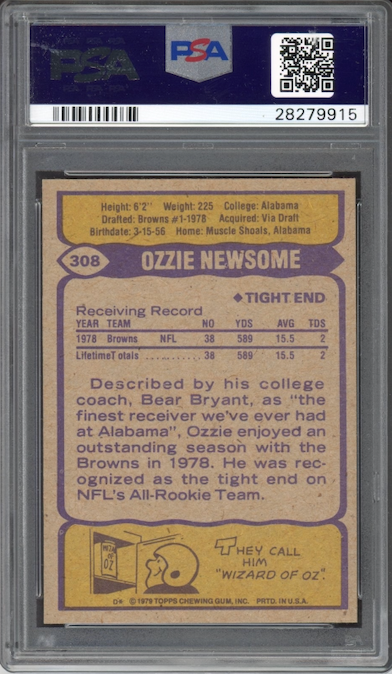 PSA
PSA
28279915
Height: 6'2" Weight: 225 College: Alabama
Drafted: Browns #1-1978 Acquired: Via Draft
Birthdate: 3-15-56 Home: Muscle Shoals, Alabama
308 OZZIE NEWSOME
◆TIGHT END
Receiving Record
YEAR TEAM NO YDS AVG TDS
1978 Browns NFL 38 589 15.5 2
Lifetime Totals .......... 38 589 15.5 2
Described by his college
coach, Bear Bryant, as "the
finest receiver we've ever had
at Alabama", Ozzie enjoyed an
outstanding season with the
Browns in 1978. He was rec-
ognized as the tight end on
NFL's All-Rookie Team.
WIZARD
OF
OZ
THEY CALL
HIM
"WIZARD OF OZ".
D* © 1979 TOPPS CHEWING GUM, INC. PRTD. IN U.S.A.